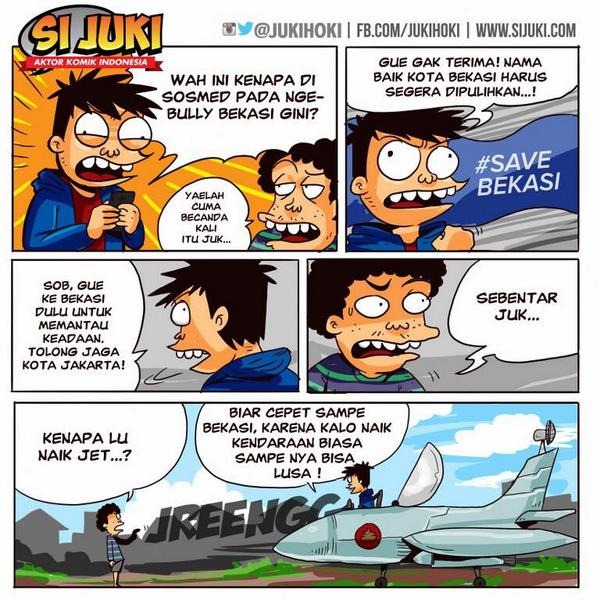 SI JUKI
AKTOR KOMIK INDONESIA
@JUKIHOKI | FB.COM/JUKIHOKI | WWW.SIJUKI.COM
WAH INI KENAPA DI
SOSMED PADA NGE-
BULLY BEKASI GINI?
YAELAH
CUMA
BECANDA
KALI
ITU JUK...
GUE GAK TERIMA! NAMA
BAIK KOTA BEKASI HARUS
SEGERA DIPULIHKAN...!
#SAVE
BEKASI
SOB, GUE
KE BEKASI
DULU UNTUK
MEMANTAU
KEADAAN.
TOLONG JAGA
KOTA JAKARTA!
SEBENTAR
JUK...
KENAPA LU
NAIK JET...?
BIAR CEPET SAMPE
BEKASI, KARENA KALO NAIK
KENDARAAN BIASA
SAMPE NYA BISA
LUSA !
JREENGG